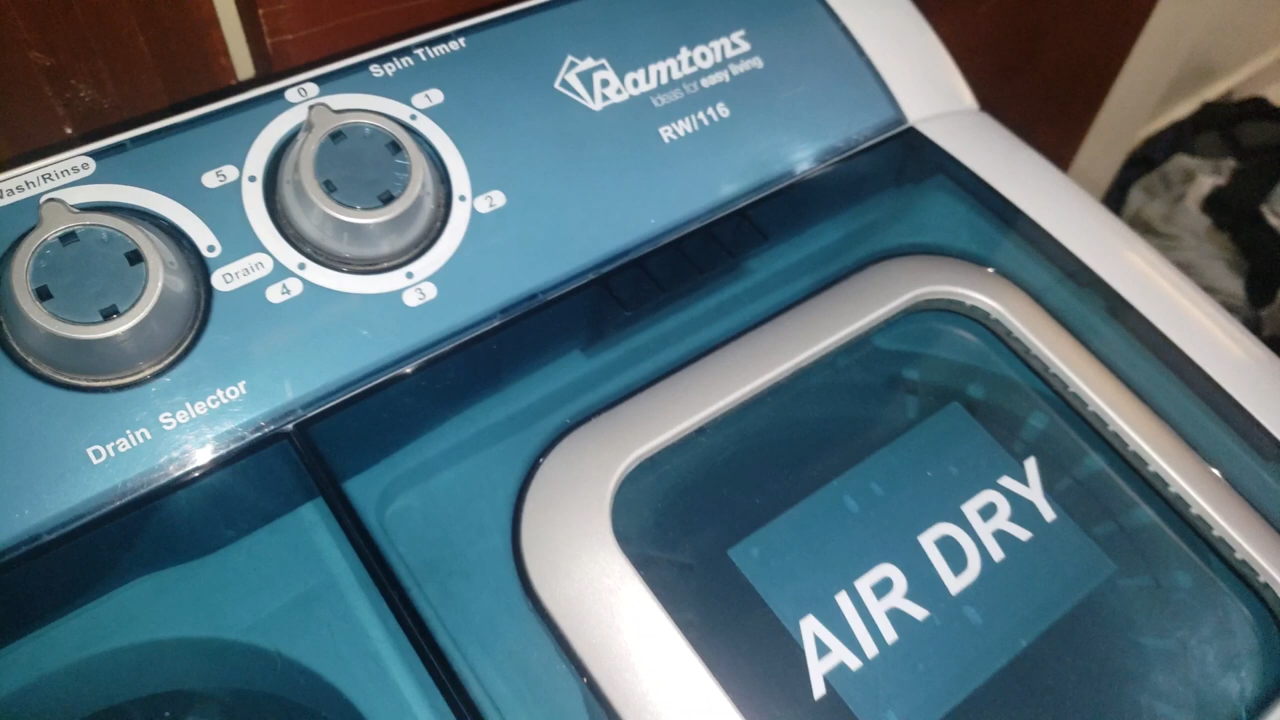 Spin Timer
0
1
2
3
4
5
Ramtons
Ideas for easy living
RW/116
Wash/Rinse
Drain
Drain Selector
AIR DRY